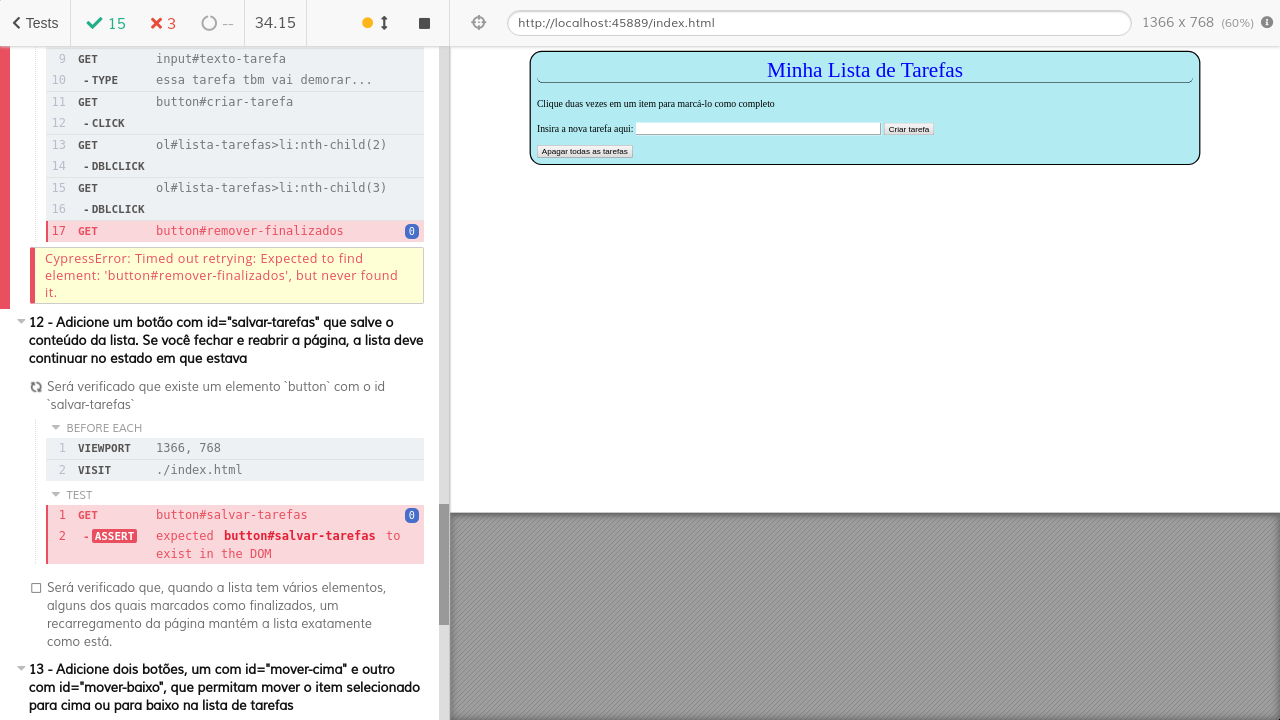 Tests 15 3 -- 34.15
http://localhost:45889/index.html 1366 x 768 (60%)
9 GET input#texto-tarefa
10 -TYPE essa tarefa tbm vai demorar...
11 GET button#criar-tarefa
12 -CLICK
13 GET ol#lista-tarefas>li:nth-child(2)
14 -DBLCLICK
15 GET ol#lista-tarefas>li:nth-child(3)
16 -DBLCLICK
17 GET button#remover-finalizados 0
CypressError: Timed out retrying: Expected to find
element: 'button#remover-finalizados', but never found
it.
12 - Adicione um botão com id="salvar-tarefas" que salve o
conteúdo da lista. Se você fechar e reabrir a página, a lista deve
continuar no estado em que estava
Será verificado que existe um elemento `button` com o id
`salvar-tarefas`
BEFORE EACH
1 VIEWPORT 1366, 768
2 VISIT ./index.html
TEST
1 GET button#salvar-tarefas 0
2 -ASSERT expected button#salvar-tarefas to
exist in the DOM
Será verificado que, quando a lista tem vários elementos,
alguns dos quais marcados como finalizados, um
recarregamento da página mantém a lista exatamente
como está.
13 - Adicione dois botões, um com id="mover-cima" e outro
com id="mover-baixo", que permitam mover o item selecionado
para cima ou para baixo na lista de tarefas
Minha Lista de Tarefas
Clique duas vezes em um item para marcá-lo como completo
Insira a nova tarefa aqui: Criar tarefa
Apagar todas as tarefas